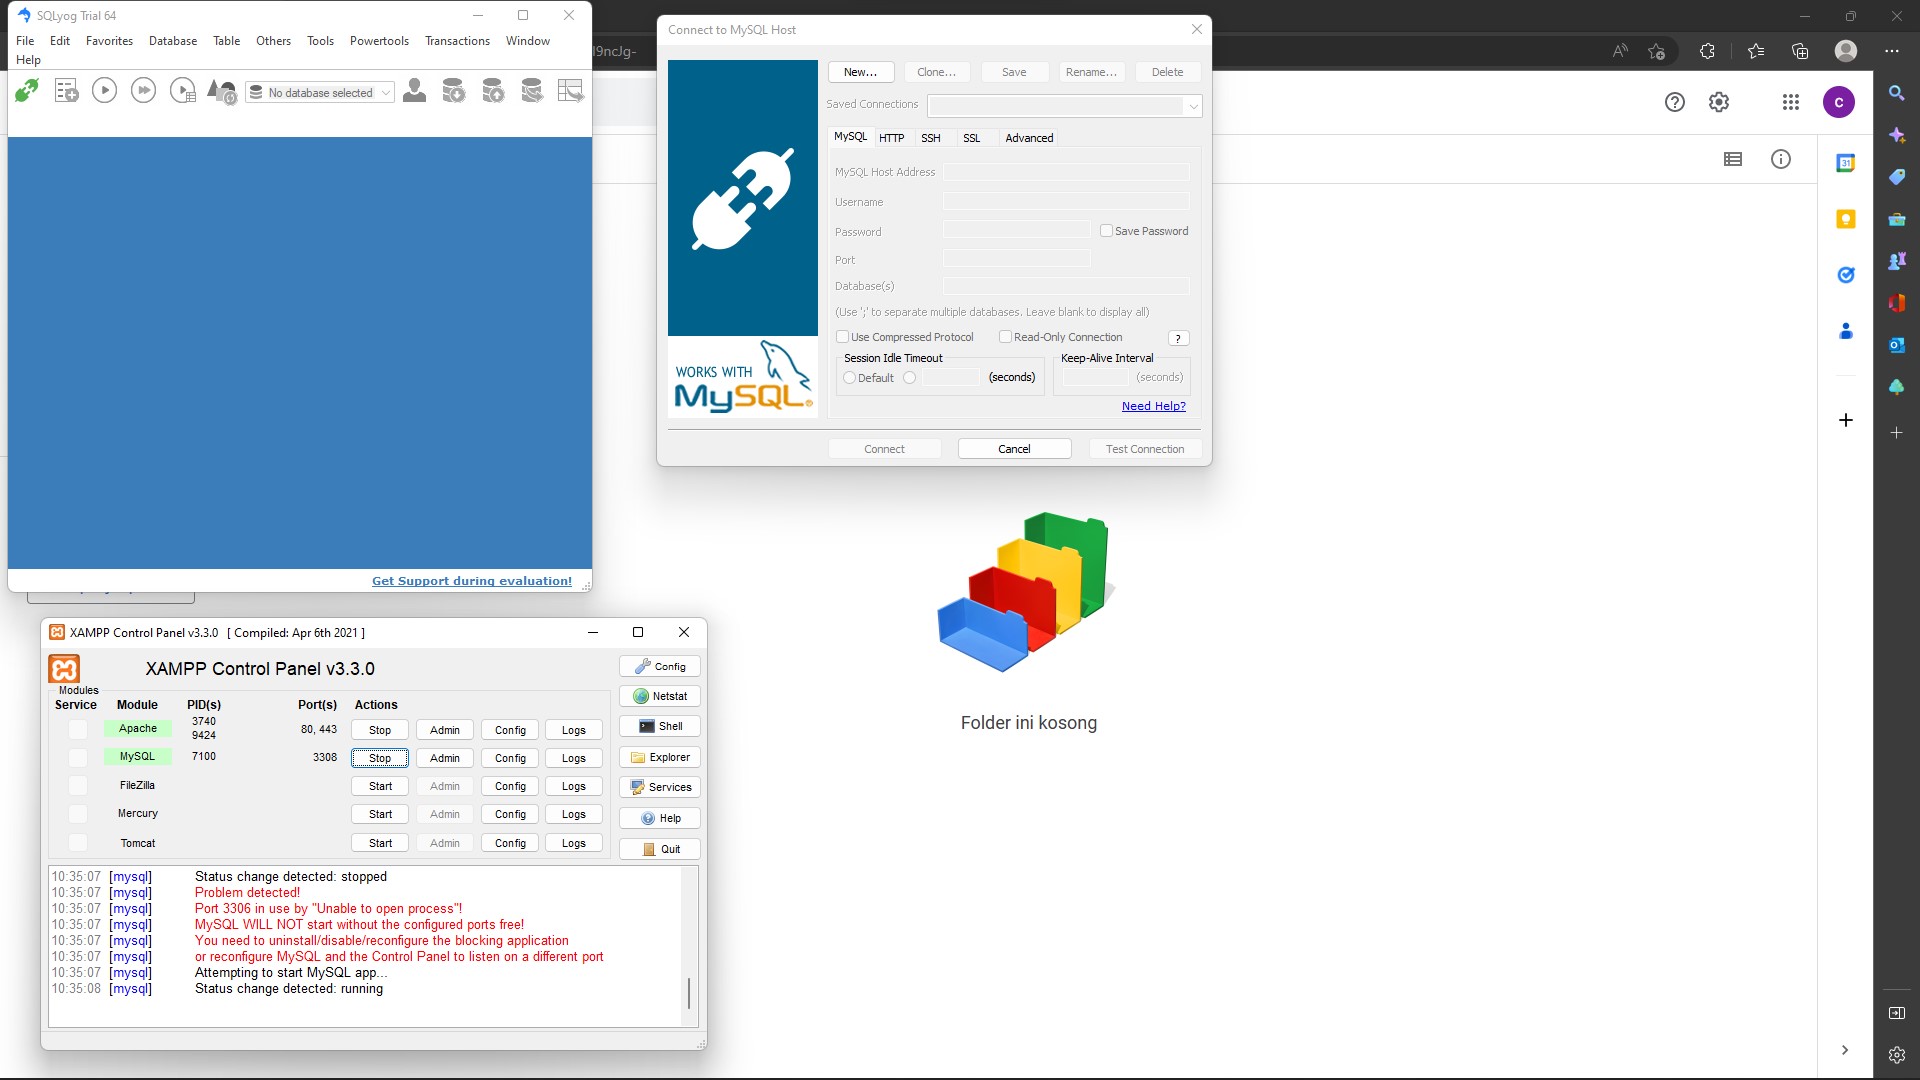 SQLyog Trial 64
File Edit Favorites Database Table Others Tools Powertools Transactions Window
Help
No database selected
Get Support during evaluation!
I9ncJg-
Connect to MySQL Host
New... Clone... Save Rename... Delete
Saved Connections
MySQL HTTP SSH SSL Advanced
MySQL Host Address
Username
Password
Save Password
Port
Database(s)
(Use ';' to separate multiple databases. Leave blank to display all)
Use Compressed Protocol Read-Only Connection ?
Session Idle Timeout Keep-Alive Interval
Default (seconds) (seconds)
Need Help?
WORKS WITH
MySQL®
Connect Cancel Test Connection
C
31
Folder ini kosong
XAMPP Control Panel v3.3.0 [ Compiled: Apr 6th 2021 ]
XAMPP Control Panel v3.3.0
Config
Netstat
Shell
Explorer
Services
Help
Quit
Modules
Service Module PID(s) Port(s) Actions
Apache 3740
9424 80, 443 Stop Admin Config Logs
MySQL 7100 3308 Stop Admin Config Logs
FileZilla Start Admin Config Logs
Mercury Start Admin Config Logs
Tomcat Start Admin Config Logs
10:35:07 [mysql] Status change detected: stopped
10:35:07 [mysql] Problem detected!
10:35:07 [mysql] Port 3306 in use by "Unable to open process"!
10:35:07 [mysql] MySQL WILL NOT start without the configured ports free!
10:35:07 [mysql] You need to uninstall/disable/reconfigure the blocking application
10:35:07 [mysql] or reconfigure MySQL and the Control Panel to listen on a different port
10:35:07 [mysql] Attempting to start MySQL app...
10:35:08 [mysql] Status change detected: running